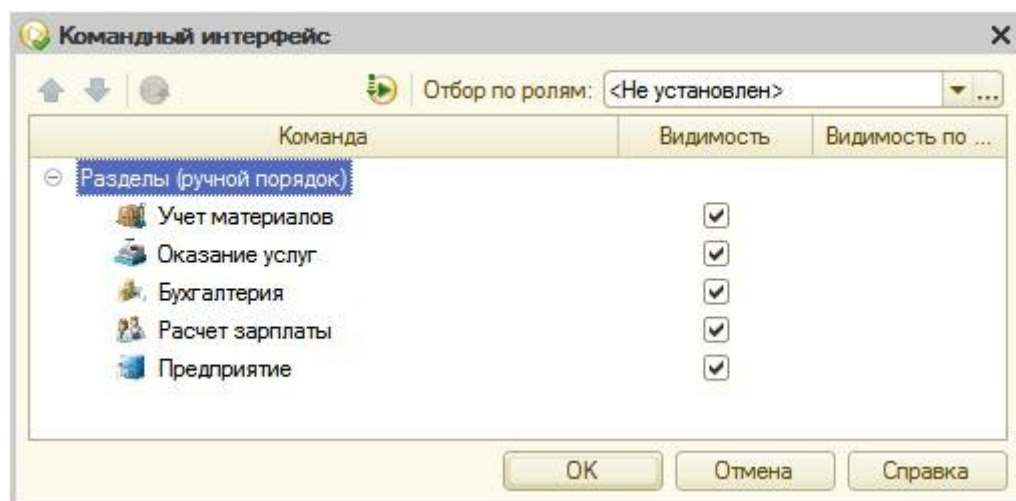 Командный интерфейс
Отбор по ролям: <Не установлен>
Команда Видимость Видимость по ...
Разделы (ручной порядок)
Учет материалов
Оказание услуг
Бухгалтерия
Расчет зарплаты
Предприятие
OK Отмена Справка